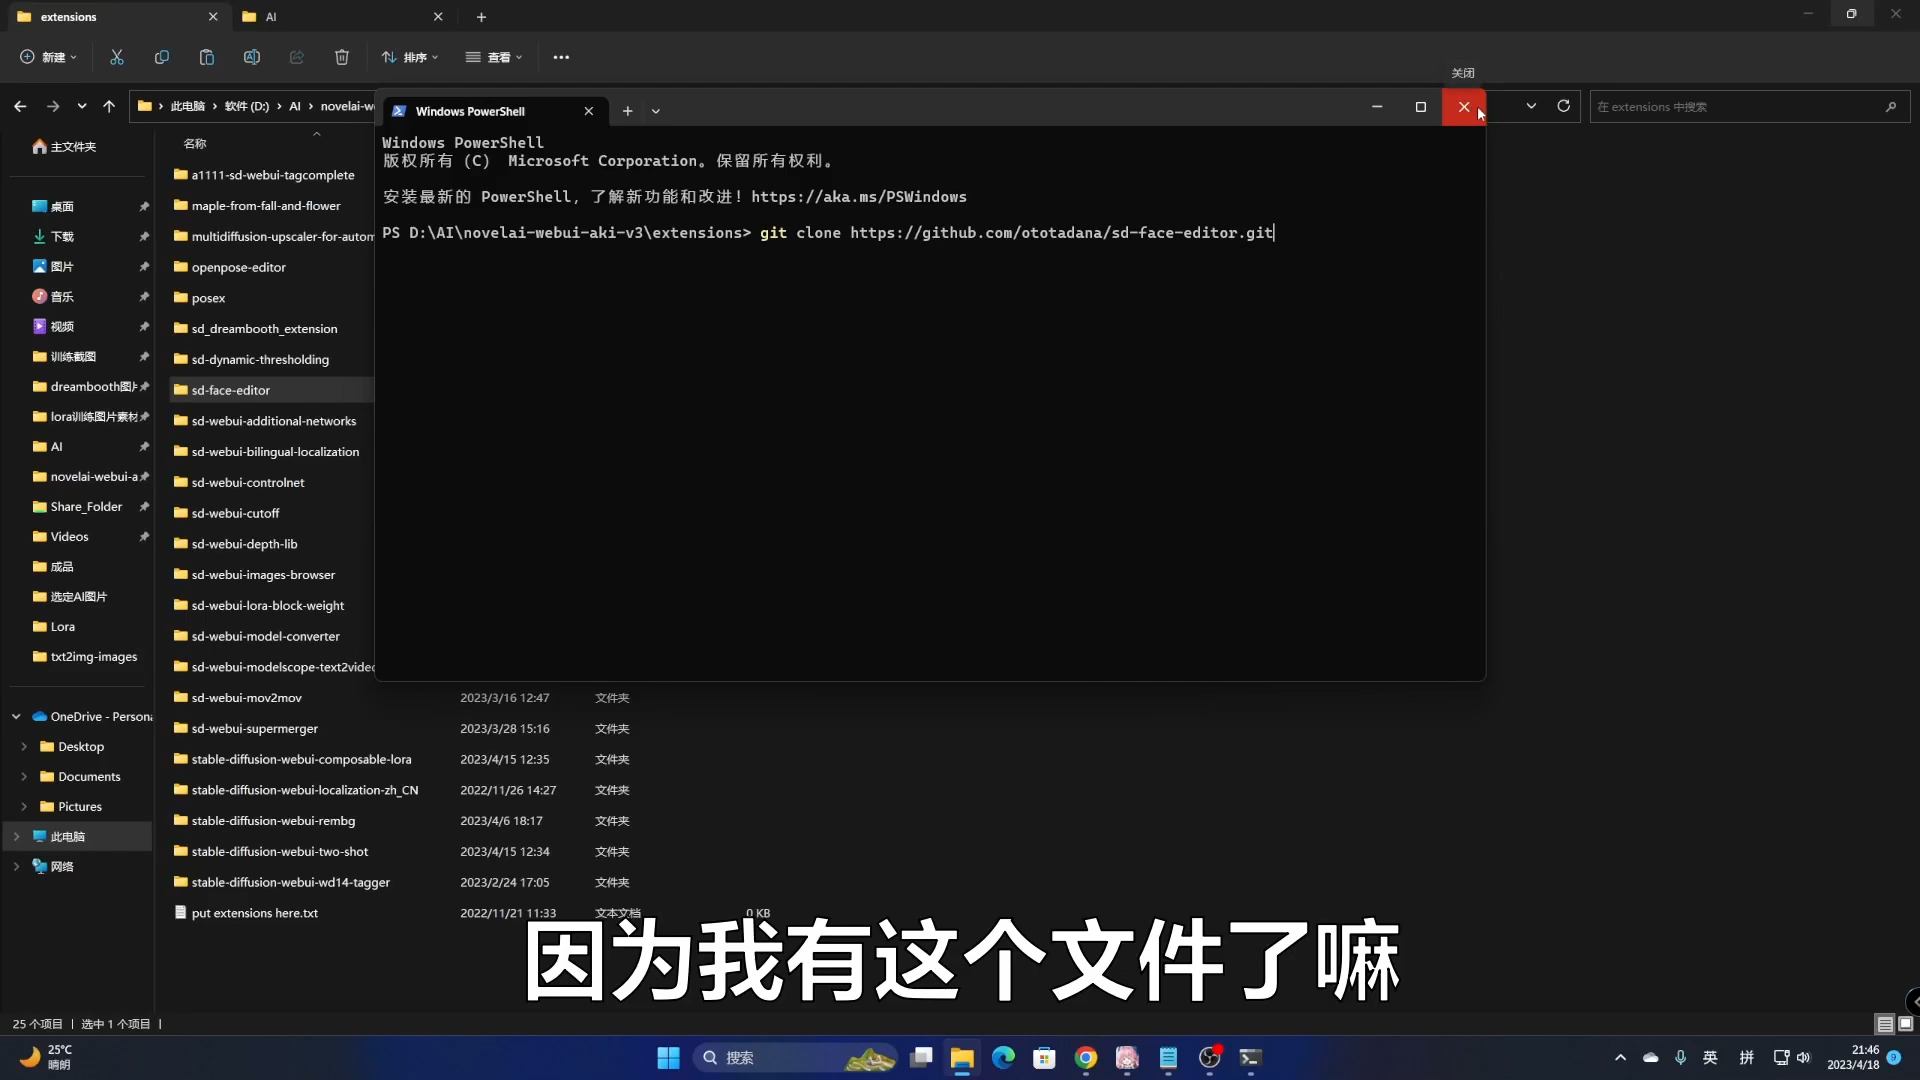 extensions
AI
新建
排序
查看
关闭
此电脑 › 软件 (D:) › AI › novelai-w
在 extensions 中搜索
Windows PowerShell
Windows PowerShell
版权所有 (C) Microsoft Corporation。保留所有权利。
安装最新的 PowerShell，了解新功能和改进！https://aka.ms/PSWindows
PS D:\AI\novelai-webui-aki-v3\extensions> git clone https://github.com/ototadana/sd-face-editor.git
主文件夹
桌面
下载
图片
音乐
视频
训练截图
dreambooth图片
lora训练图片素材
AI
novelai-webui-a
Share_Folder
Videos
成品
选定AI图片
Lora
txt2img-images
OneDrive - Persona
Desktop
Documents
Pictures
此电脑
网络
名称
a1111-sd-webui-tagcomplete
maple-from-fall-and-flower
multidiffusion-upscaler-for-autom
openpose-editor
posex
sd_dreambooth_extension
sd-dynamic-thresholding
sd-face-editor
sd-webui-additional-networks
sd-webui-bilingual-localization
sd-webui-controlnet
sd-webui-cutoff
sd-webui-depth-lib
sd-webui-images-browser
sd-webui-lora-block-weight
sd-webui-model-converter
sd-webui-modelscope-text2video
sd-webui-mov2mov 2023/3/16 12:47 文件夹
sd-webui-supermerger 2023/3/28 15:16 文件夹
stable-diffusion-webui-composable-lora 2023/4/15 12:35 文件夹
stable-diffusion-webui-localization-zh_CN 2022/11/26 14:27 文件夹
stable-diffusion-webui-rembg 2023/4/6 18:17 文件夹
stable-diffusion-webui-two-shot 2023/4/15 12:34 文件夹
stable-diffusion-webui-wd14-tagger 2023/2/24 17:05 文件夹
put extensions here.txt 2022/11/21 11:33 文本文档 0 KB
因为我有这个文件了嘛
25 个项目 | 选中 1 个项目 |
25°C
晴朗
搜索
英
拼
21:46
2023/4/18
9